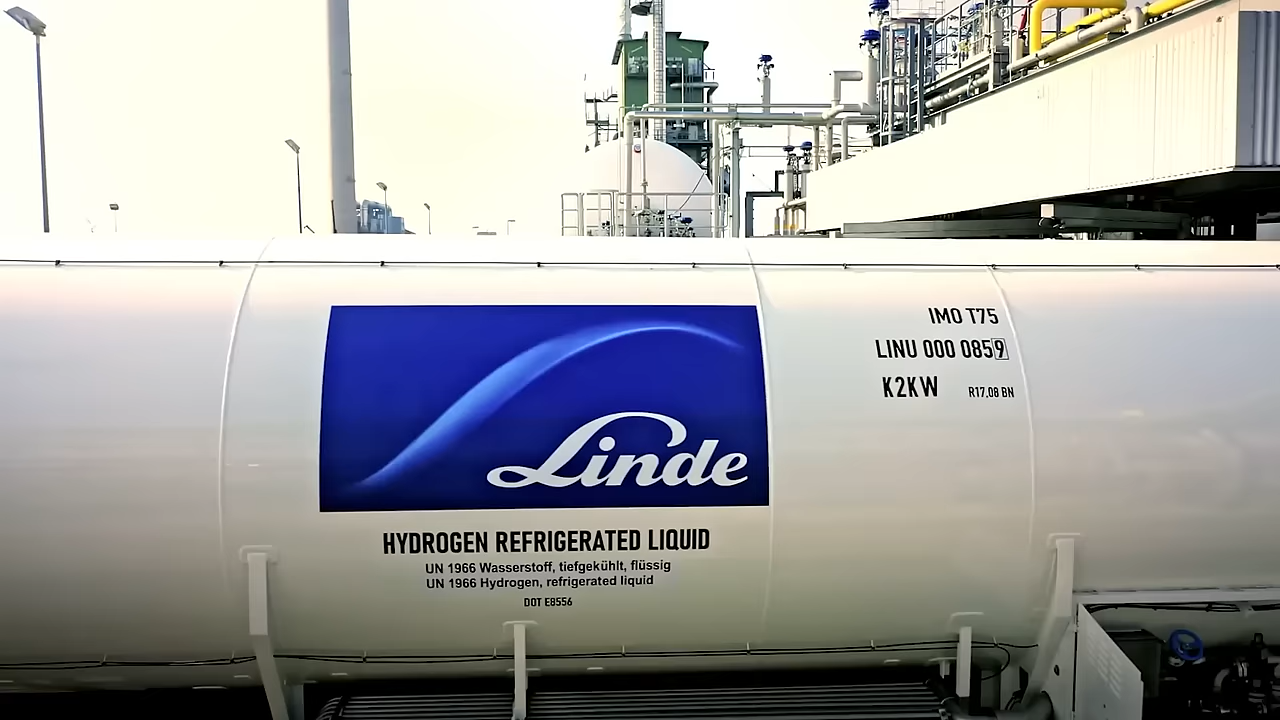 Linde
HYDROGEN REFRIGERATED LIQUID
UN 1966 Wasserstoff, tiefgekühlt, flüssig
UN 1966 Hydrogen, refrigerated liquid
DOT E8556
IMO T75
LINU 000 0859
K2KW R17,08 BN